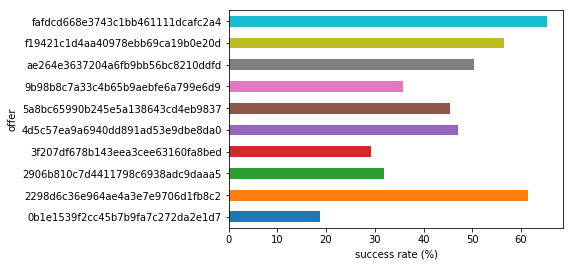 fafdcd668e3743c1bb461111dcafc2a4
f19421c1d4aa40978ebb69ca19b0e20d
ae264e3637204a6fb9bb56bc8210ddfd
9b98b8c7a33c4b65b9aebfe6a799e6d9
5a8bc65990b245e5a138643cd4eb9837
4d5c57ea9a6940dd891ad53e9dbe8da0
3f207df678b143eea3cee63160fa8bed
2906b810c7d4411798c6938adc9daaa5
2298d6c36e964ae4a3e7e9706d1fb8c2
0b1e1539f2cc45b7b9fa7c272da2e1d7
offer
0 10 20 30 40 50 60
success rate (%)